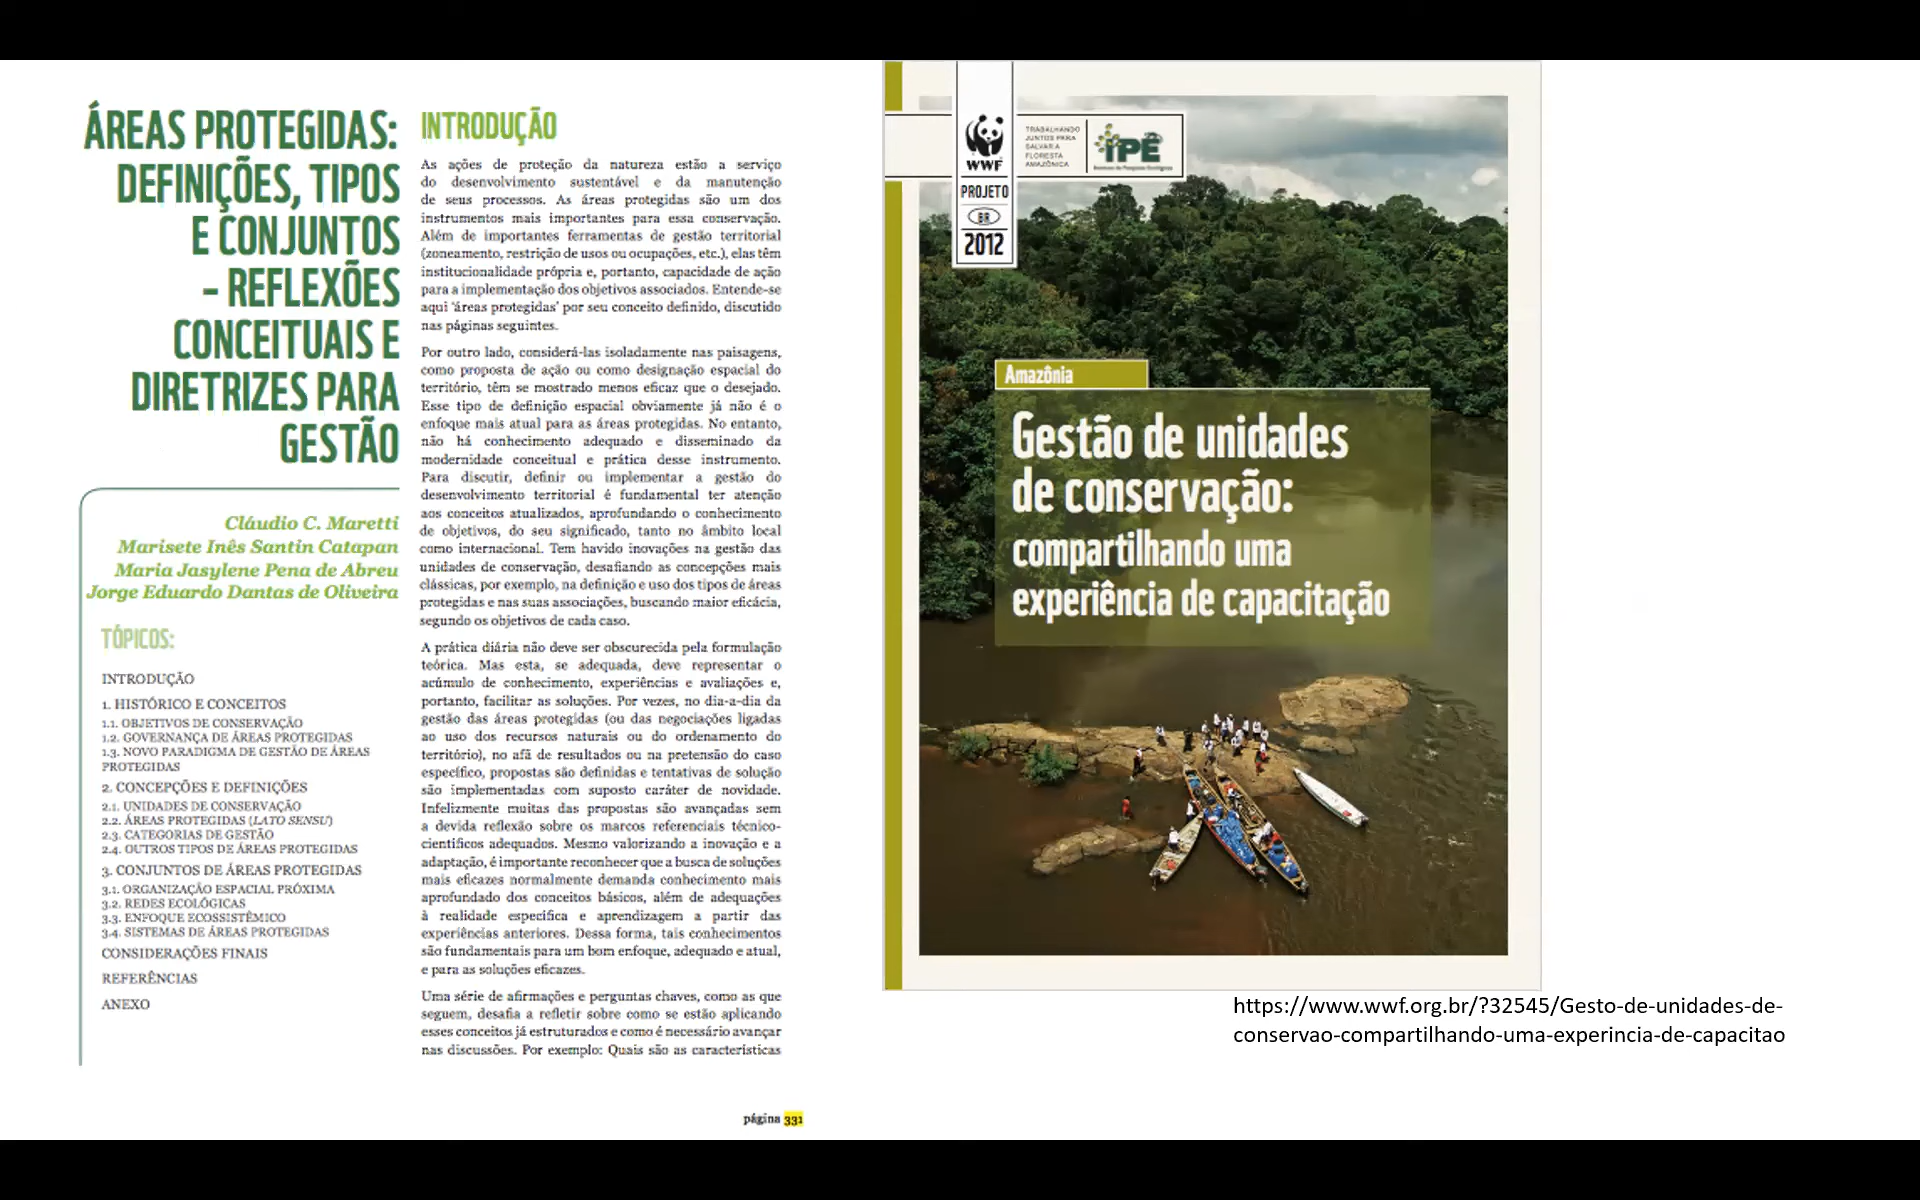 ÁREAS PROTEGIDAS:
DEFINIÇÕES, TIPOS
E CONJUNTOS
– REFLEXÕES
CONCEITUAIS E
DIRETRIZES PARA
GESTÃO
Cláudio C. Maretti
Marisete Inês Santin Catapan
Maria Jasylene Pena de Abreu
Jorge Eduardo Dantas de Oliveira
TÓPICOS:
INTRODUÇÃO
1. HISTÓRICO E CONCEITOS
1.1. OBJETIVOS DE CONSERVAÇÃO
1.2. GOVERNANÇA DE ÁREAS PROTEGIDAS
1.3. NOVO PARADIGMA DE GESTÃO DE ÁREAS
PROTEGIDAS
2. CONCEPÇÕES E DEFINIÇÕES
2.1. UNIDADES DE CONSERVAÇÃO
2.2. ÁREAS PROTEGIDAS (LATO SENSU)
2.3. CATEGORIAS DE GESTÃO
2.4. OUTROS TIPOS DE ÁREAS PROTEGIDAS
3. CONJUNTOS DE ÁREAS PROTEGIDAS
3.1. ORGANIZAÇÃO ESPACIAL PRÓXIMA
3.2. REDES ECOLÓGICAS
3.3. ENFOQUE ECOSSISTÊMICO
3.4. SISTEMAS DE ÁREAS PROTEGIDAS
CONSIDERAÇÕES FINAIS
REFERÊNCIAS
ANEXO
INTRODUÇÃO
As ações de proteção da natureza estão a serviço
do desenvolvimento sustentável e da manutenção
de seus processos. As áreas protegidas são um dos
instrumentos mais importantes para essa conservação.
Além de importantes ferramentas de gestão territorial
(zoneamento, restrição de usos ou ocupações, etc.), elas têm
institucionalidade própria e, portanto, capacidade de ação
para a implementação dos objetivos associados. Entende-se
aqui 'áreas protegidas' por seu conceito definido, discutido
nas páginas seguintes.
Por outro lado, considerá-las isoladamente nas paisagens,
como proposta de ação ou como designação espacial do
território, têm se mostrado menos eficaz que o desejado.
Esse tipo de definição espacial obviamente já não é o
enfoque mais atual para as áreas protegidas. No entanto,
não há conhecimento adequado e disseminado da
modernidade conceitual e prática desse instrumento.
Para discutir, definir ou implementar a gestão do
desenvolvimento territorial é fundamental ter atenção
aos conceitos atualizados, aprofundando o conhecimento
de objetivos, do seu significado, tanto no âmbito local
como internacional. Tem havido inovações na gestão das
unidades de conservação, desafiando as concepções mais
clássicas, por exemplo, na definição e uso dos tipos de áreas
protegidas e nas suas associações, buscando maior eficácia,
segundo os objetivos de cada caso.
A prática diária não deve ser obscurecida pela formulação
teórica. Mas esta, se adequada, deve representar o
acúmulo de conhecimento, experiências e avaliações e,
portanto, facilitar as soluções. Por vezes, no dia-a-dia da
gestão das áreas protegidas (ou das negociações ligadas
ao uso dos recursos naturais ou do ordenamento do
território), no afã de resultados ou na pretensão do caso
específico, propostas são definidas e tentativas de solução
são implementadas com suposto caráter de novidade.
Infelizmente muitas das propostas são avançadas sem
a devida reflexão sobre os marcos referenciais técnico-
científicos adequados. Mesmo valorizando a inovação e a
adaptação, é importante reconhecer que a busca de soluções
mais eficazes normalmente demanda conhecimento mais
aprofundado dos conceitos básicos, além de adequações
à realidade específica e aprendizagem a partir das
experiências anteriores. Dessa forma, tais conhecimentos
são fundamentais para um bom enfoque, adequado e atual,
e para as soluções eficazes.
Uma série de afirmações e perguntas chaves, como as que
seguem, desafia a refletir sobre como se estão aplicando
esses conceitos já estruturados e como é necessário avançar
nas discussões. Por exemplo: Quais são as características
página 331
WWF
PROJETO
BR
2012
TRABALHANDO
JUNTOS PARA
SALVAR A
FLORESTA
AMAZÔNICA
IPÊ
Instituto de Pesquisas Ecológicas
Amazônia
Gestão de unidades
de conservação:
compartilhando uma
experiência de capacitação
https://www.wwf.org.br/?32545/Gesto-de-unidades-de-
conservao-compartilhando-uma-experincia-de-capacitao